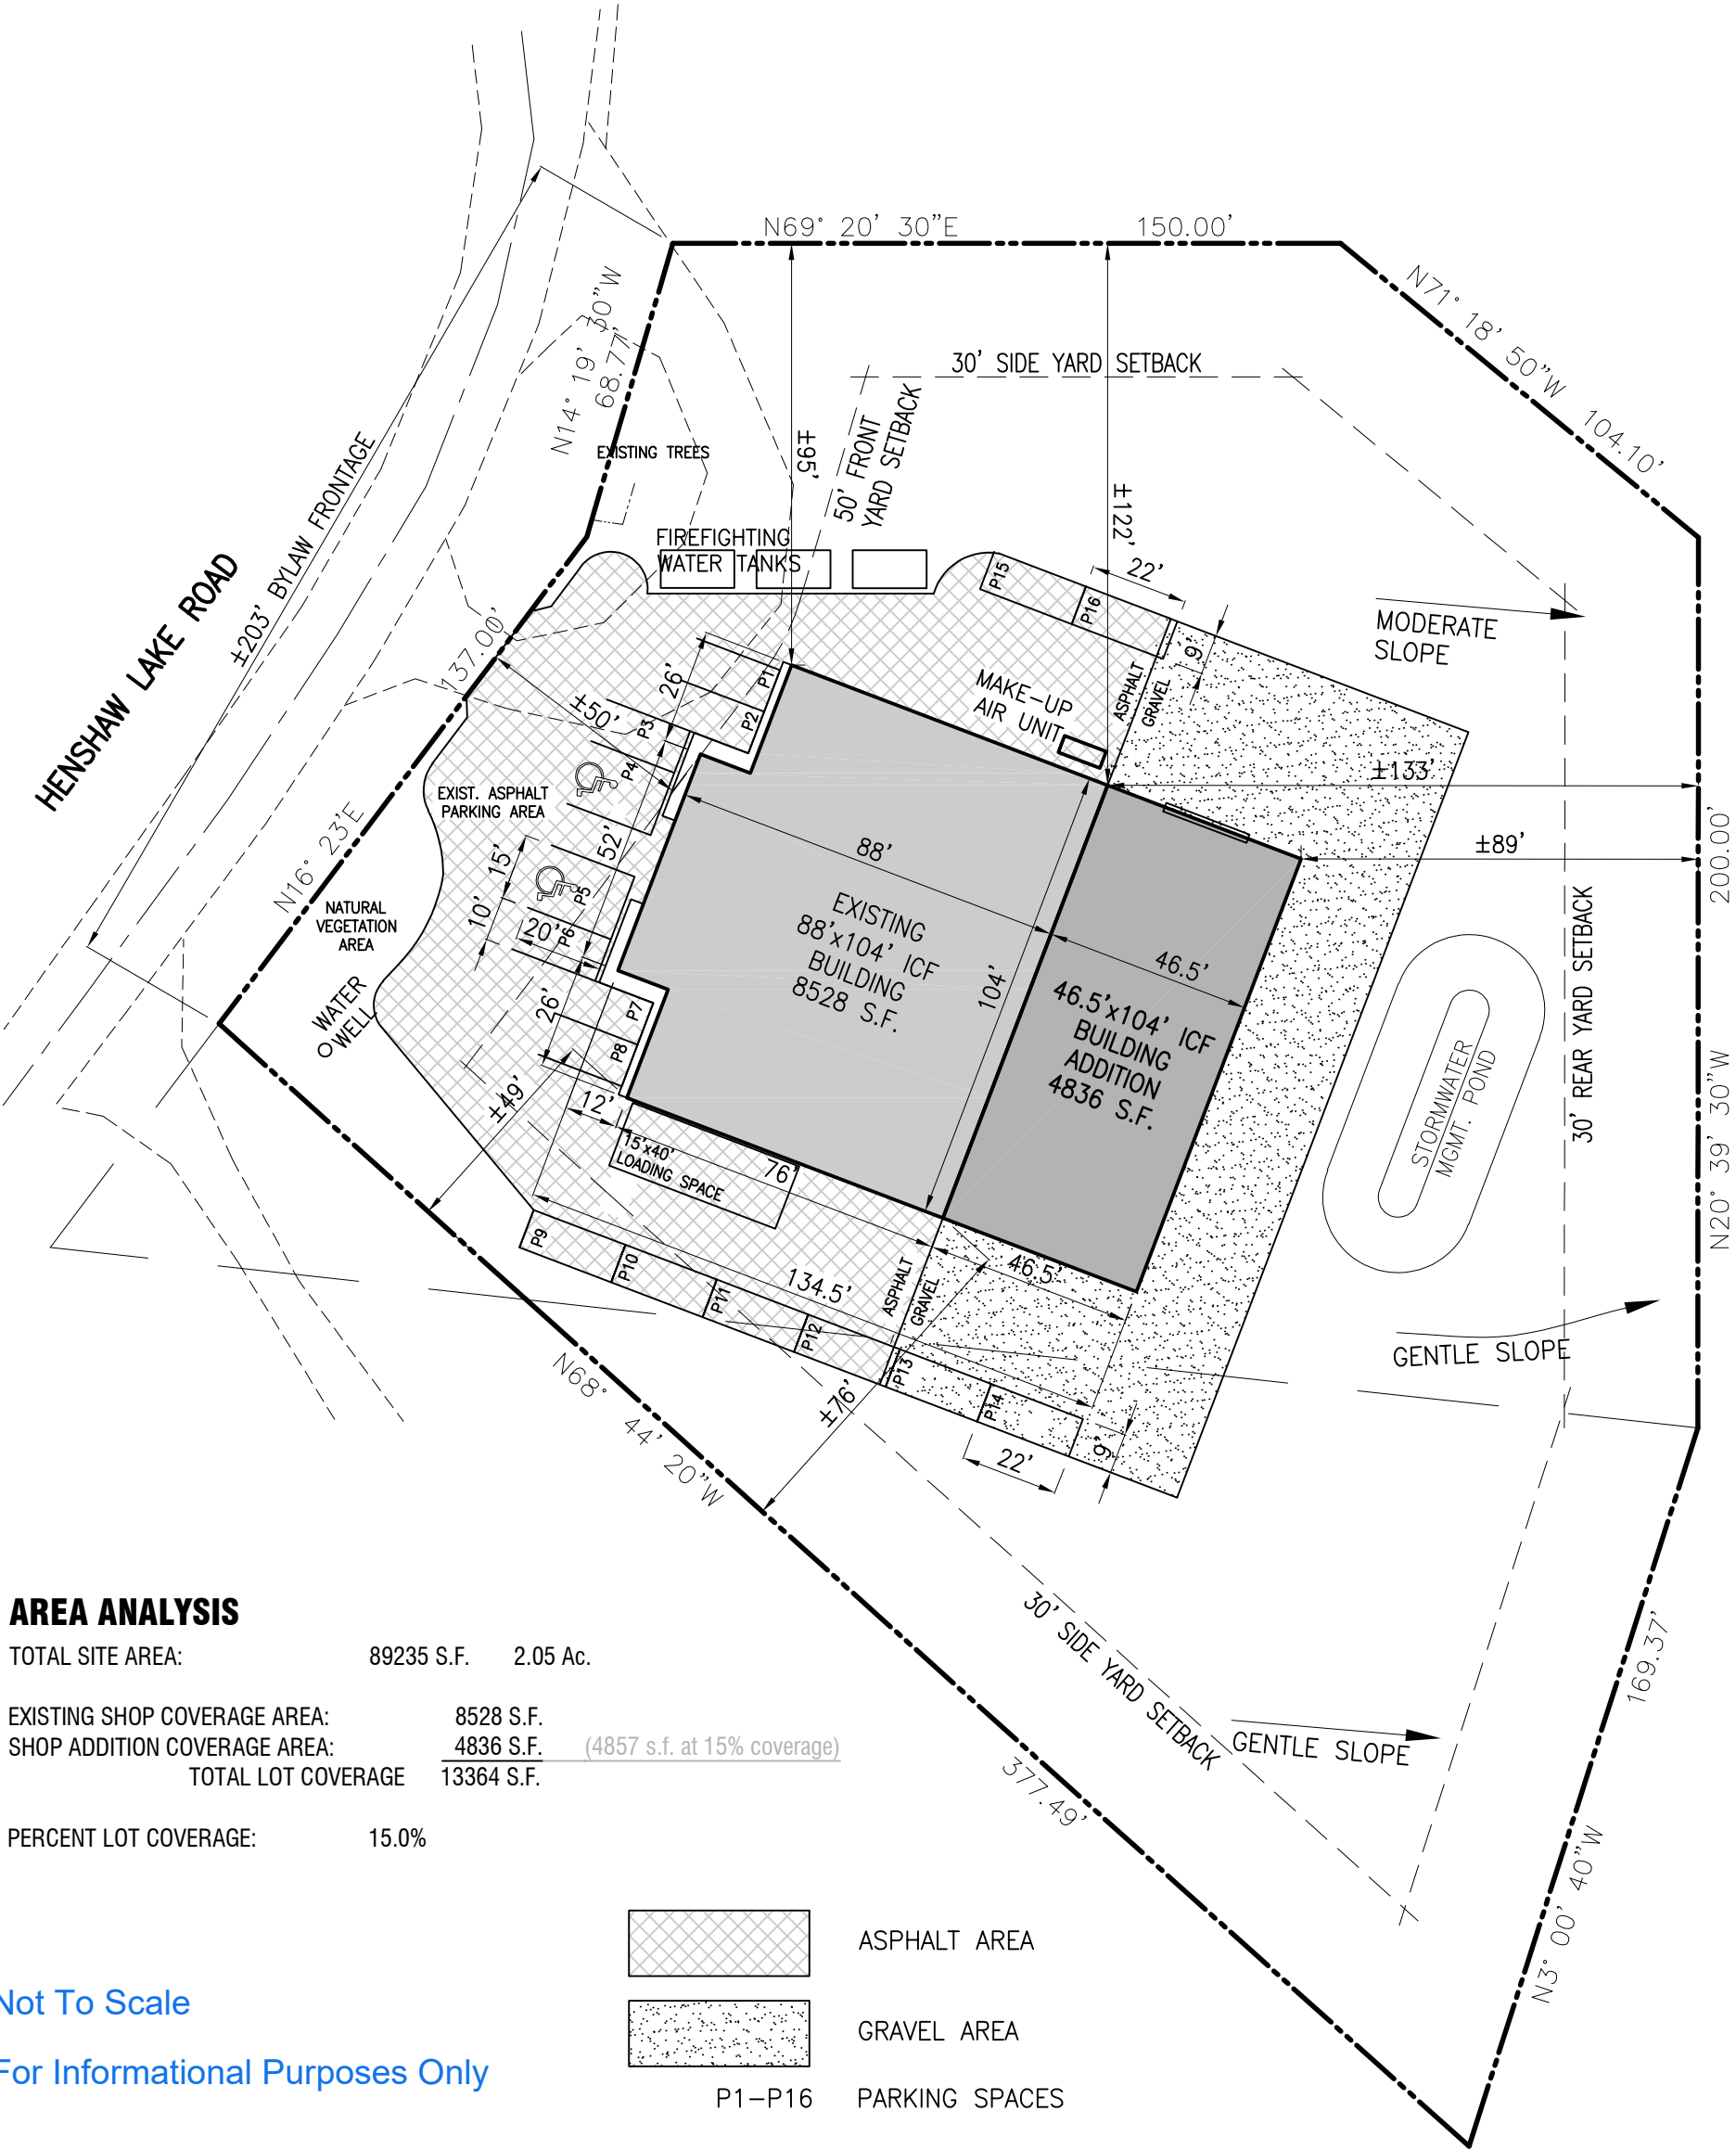 N69° 20' 30"E
150.00'
N71° 18' 50"W
104.10'
N14° 19' 30"W
68.77'
30' SIDE YARD SETBACK
±203' BYLAW FRONTAGE
HENSHAW LAKE ROAD
EXISTING TREES
±95'
50' FRONT
YARD SETBACK
±122'
FIREFIGHTING
WATER TANKS
P15
P16
22'
9'
MODERATE
SLOPE
137.00'
N16° 23'E
±50'
26'
P1
P2
P3
P4
MAKE-UP
AIR UNIT
ASPHALT
GRAVEL
±133'
±89'
200.00'
N20° 39' 30"W
30' REAR YARD SETBACK
EXIST. ASPHALT
PARKING AREA
52'
15'
10'
20'
P5
P6
NATURAL
VEGETATION
AREA
WATER
WELL
26'
P7
P8
88'
EXISTING
88'x104' ICF
BUILDING
8528 S.F.
104'
46.5'
46.5'x104' ICF
BUILDING
ADDITION
4836 S.F.
STORMWATER
MGMT. POND
±49'
12'
15'x40'
LOADING SPACE
76'
P9
P10
P11
P12
P13
P14
134.5'
46.5'
ASPHALT
GRAVEL
±76'
22'
9'
GENTLE SLOPE
N68° 44' 20"W
377.49'
30' SIDE YARD SETBACK
GENTLE SLOPE
169.37'
N3° 00' 40"W
AREA ANALYSIS
TOTAL SITE AREA: 89235 S.F. 2.05 Ac.
EXISTING SHOP COVERAGE AREA: 8528 S.F.
SHOP ADDITION COVERAGE AREA: 4836 S.F. (4857 s.f. at 15% coverage)
TOTAL LOT COVERAGE 13364 S.F.
PERCENT LOT COVERAGE: 15.0%
ASPHALT AREA
GRAVEL AREA
P1-P16 PARKING SPACES
Not To Scale
For Informational Purposes Only